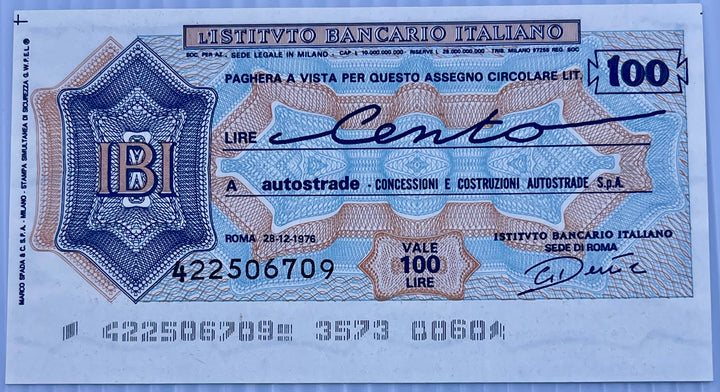 L'ISTITVTO BANCARIO ITALIANO
SOC. PER AZ. - SEDE LEGALE IN MILANO - CAP. L. 10.000.000.000 - RISERVE L. 26.000.000.000 - TRIB. MILANO 97256 REG. SOC.
PAGHERA A VISTA PER QUESTO ASSEGNO CIRCOLARE LIT. 100
LIRE Cento
A autostrade - CONCESSIONI E COSTRUZIONI AUTOSTRADE S.p.A.
IBI
ROMA 28-12-1976
422506709
VALE
100
LIRE
ISTITVTO BANCARIO ITALIANO
SEDE DI ROMA
422506709 3573 00604
MARCO SPADA & C. S.P.A. - MILANO - STAMPA SIMULTANEA DI SICUREZZA G.W.P.E.L.®